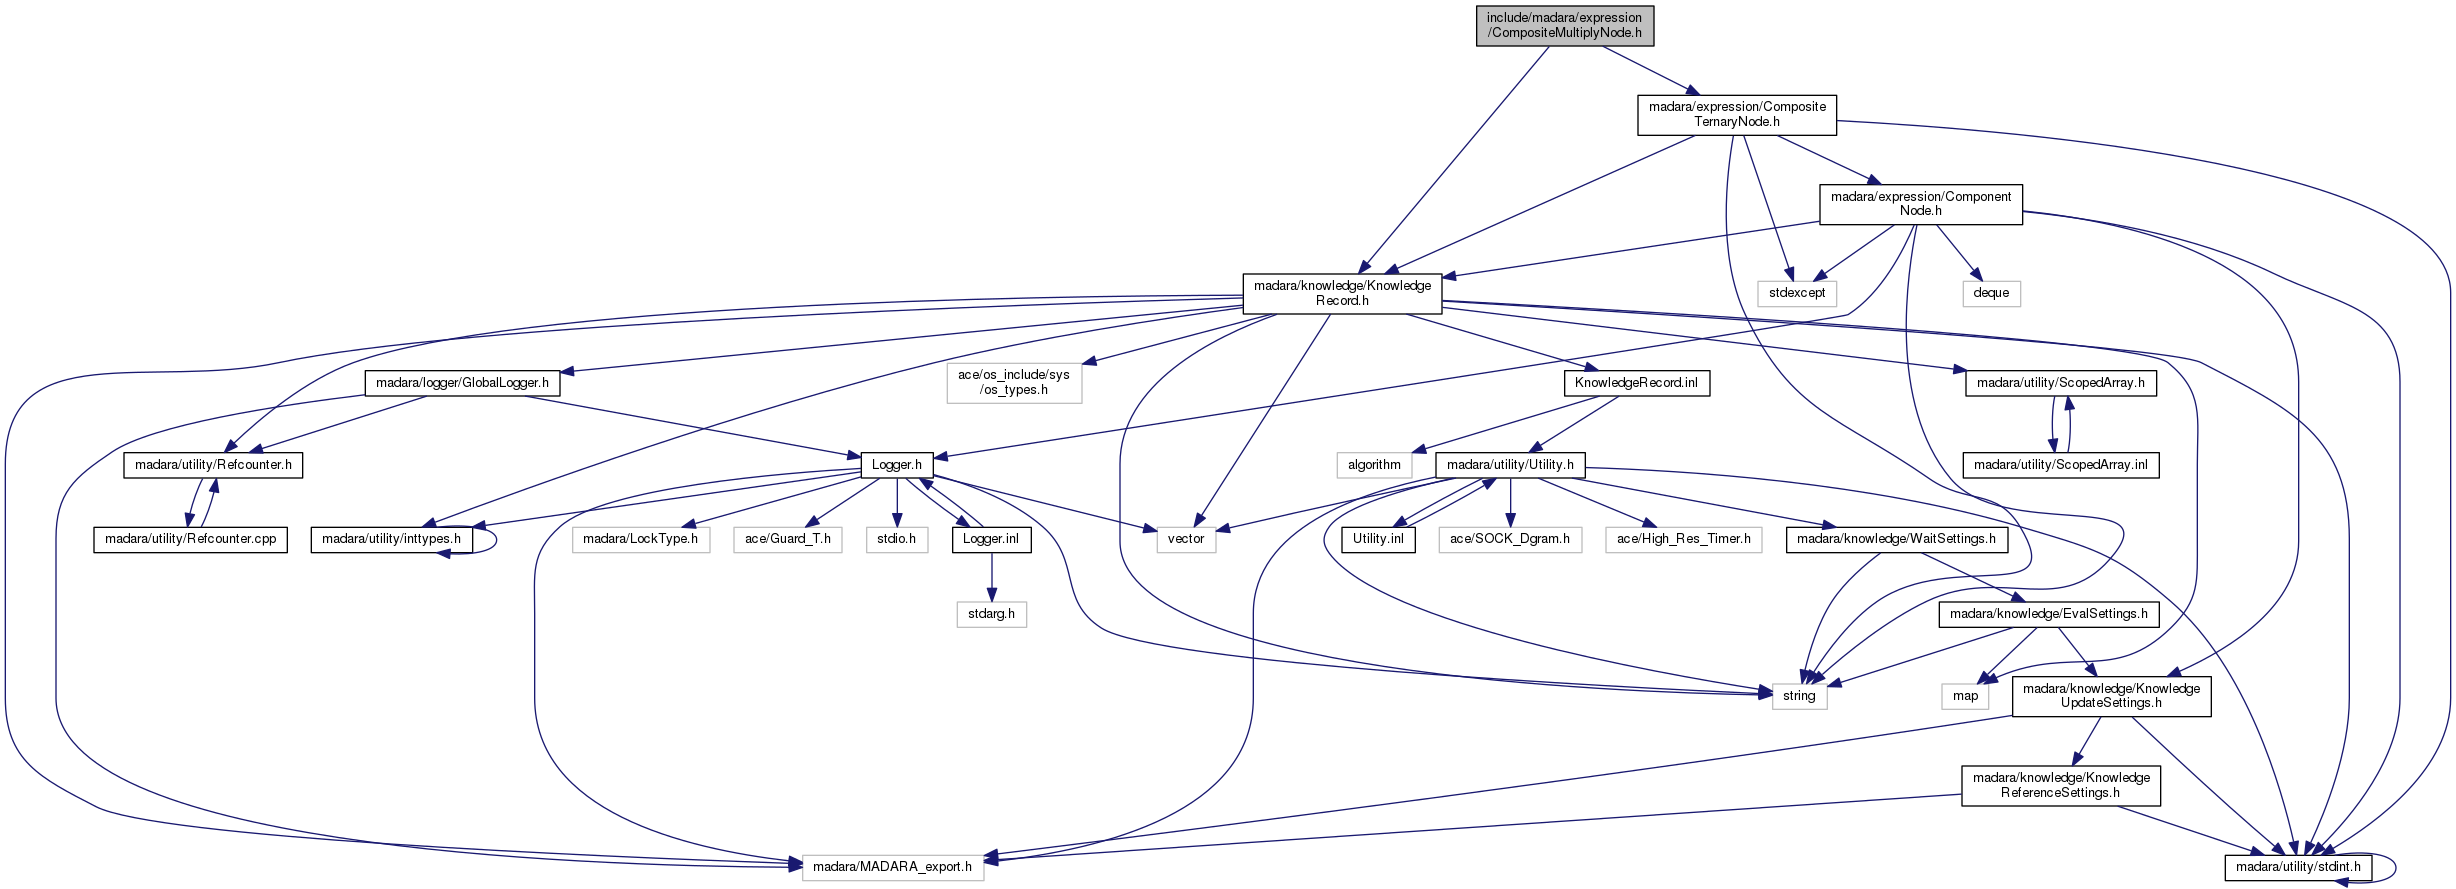 include/madara/expression
/CompositeMultiplyNode.h
madara/expression/Composite
TernaryNode.h
madara/expression/Component
Node.h
madara/knowledge/Knowledge
Record.h
stdexcept
deque
madara/logger/GlobalLogger.h
ace/os_include/sys
/os_types.h
KnowledgeRecord.inl
madara/utility/ScopedArray.h
madara/utility/Refcounter.h
Logger.h
algorithm
madara/utility/Utility.h
madara/utility/ScopedArray.inl
madara/utility/Refcounter.cpp
madara/utility/inttypes.h
madara/LockType.h
ace/Guard_T.h
stdio.h
Logger.inl
vector
Utility.inl
ace/SOCK_Dgram.h
ace/High_Res_Timer.h
madara/knowledge/WaitSettings.h
stdarg.h
madara/knowledge/EvalSettings.h
string
map
madara/knowledge/Knowledge
UpdateSettings.h
madara/knowledge/Knowledge
ReferenceSettings.h
madara/MADARA_export.h
madara/utility/stdint.h